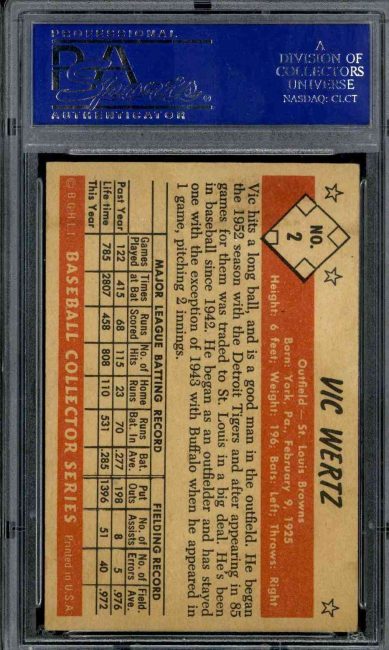 PROFESSIONAL
PSA
Sports
AUTHENTICATOR
A
DIVISION OF
COLLECTORS
UNIVERSE
NASDAQ: CLCT
NO.
2
VIC WERTZ
Outfield—St. Louis Browns
Born: York, Pa., February 9, 1925
Height: 6 feet; Weight: 196; Bats: Left; Throws: Right
Vic hits a long ball, and is a good man in the outfield. He began
the 1952 season with the Detroit Tigers and after appearing in 85
games for them was traded to St. Louis in a big deal. He's been
in baseball since 1942. He began as an outfielder and has stayed
one with the exception of 1943 with Buffalo when he appeared in
1 game, pitching 2 innings.
MAJOR LEAGUE BATTING RECORD FIELDING RECORD
Games Times Runs No. of Home Runs Bat. Put No. of No. of Field.
Played at Bat Scored Hits Runs Bat. In Ave. Outs Assists Errors Ave.
Past Year 122 415 68 115 23 70 .277 198 8 5 .976
Life time 785 2807 458 808 110 531 .285 1396 51 40 .972
This Year
© B.G.H.L.I. BASEBALL COLLECTOR SERIES Printed in U.S.A.